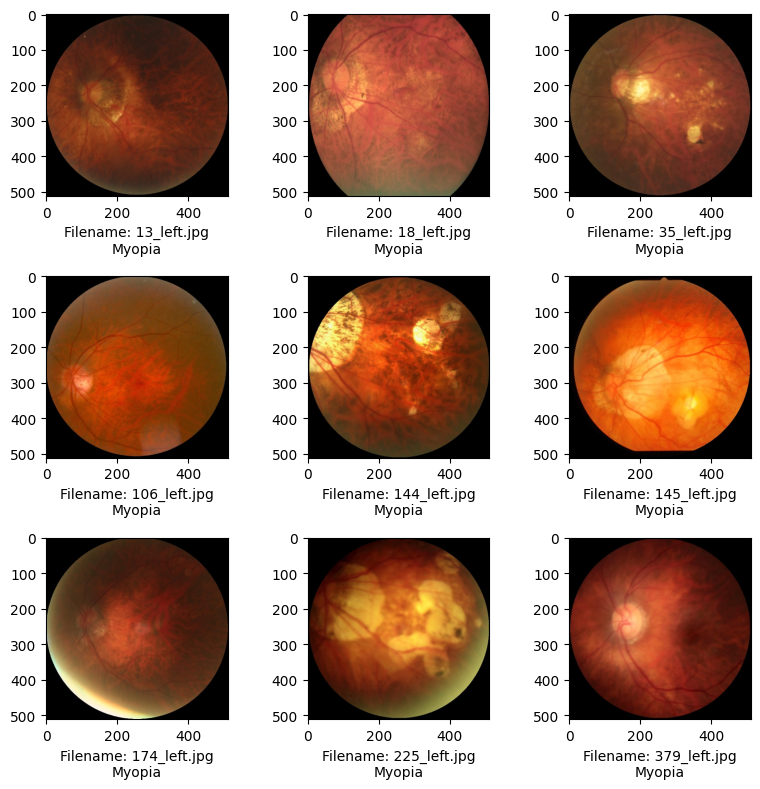 0
100
200
300
400
500
0 200 400
Filename: 13_left.jpg
Myopia
0
100
200
300
400
500
0 200 400
Filename: 18_left.jpg
Myopia
0
100
200
300
400
500
0 200 400
Filename: 35_left.jpg
Myopia
0
100
200
300
400
500
0 200 400
Filename: 106_left.jpg
Myopia
0
100
200
300
400
500
0 200 400
Filename: 144_left.jpg
Myopia
0
100
200
300
400
500
0 200 400
Filename: 145_left.jpg
Myopia
0
100
200
300
400
500
0 200 400
Filename: 174_left.jpg
Myopia
0
100
200
300
400
500
0 200 400
Filename: 225_left.jpg
Myopia
0
100
200
300
400
500
0 200 400
Filename: 379_left.jpg
Myopia